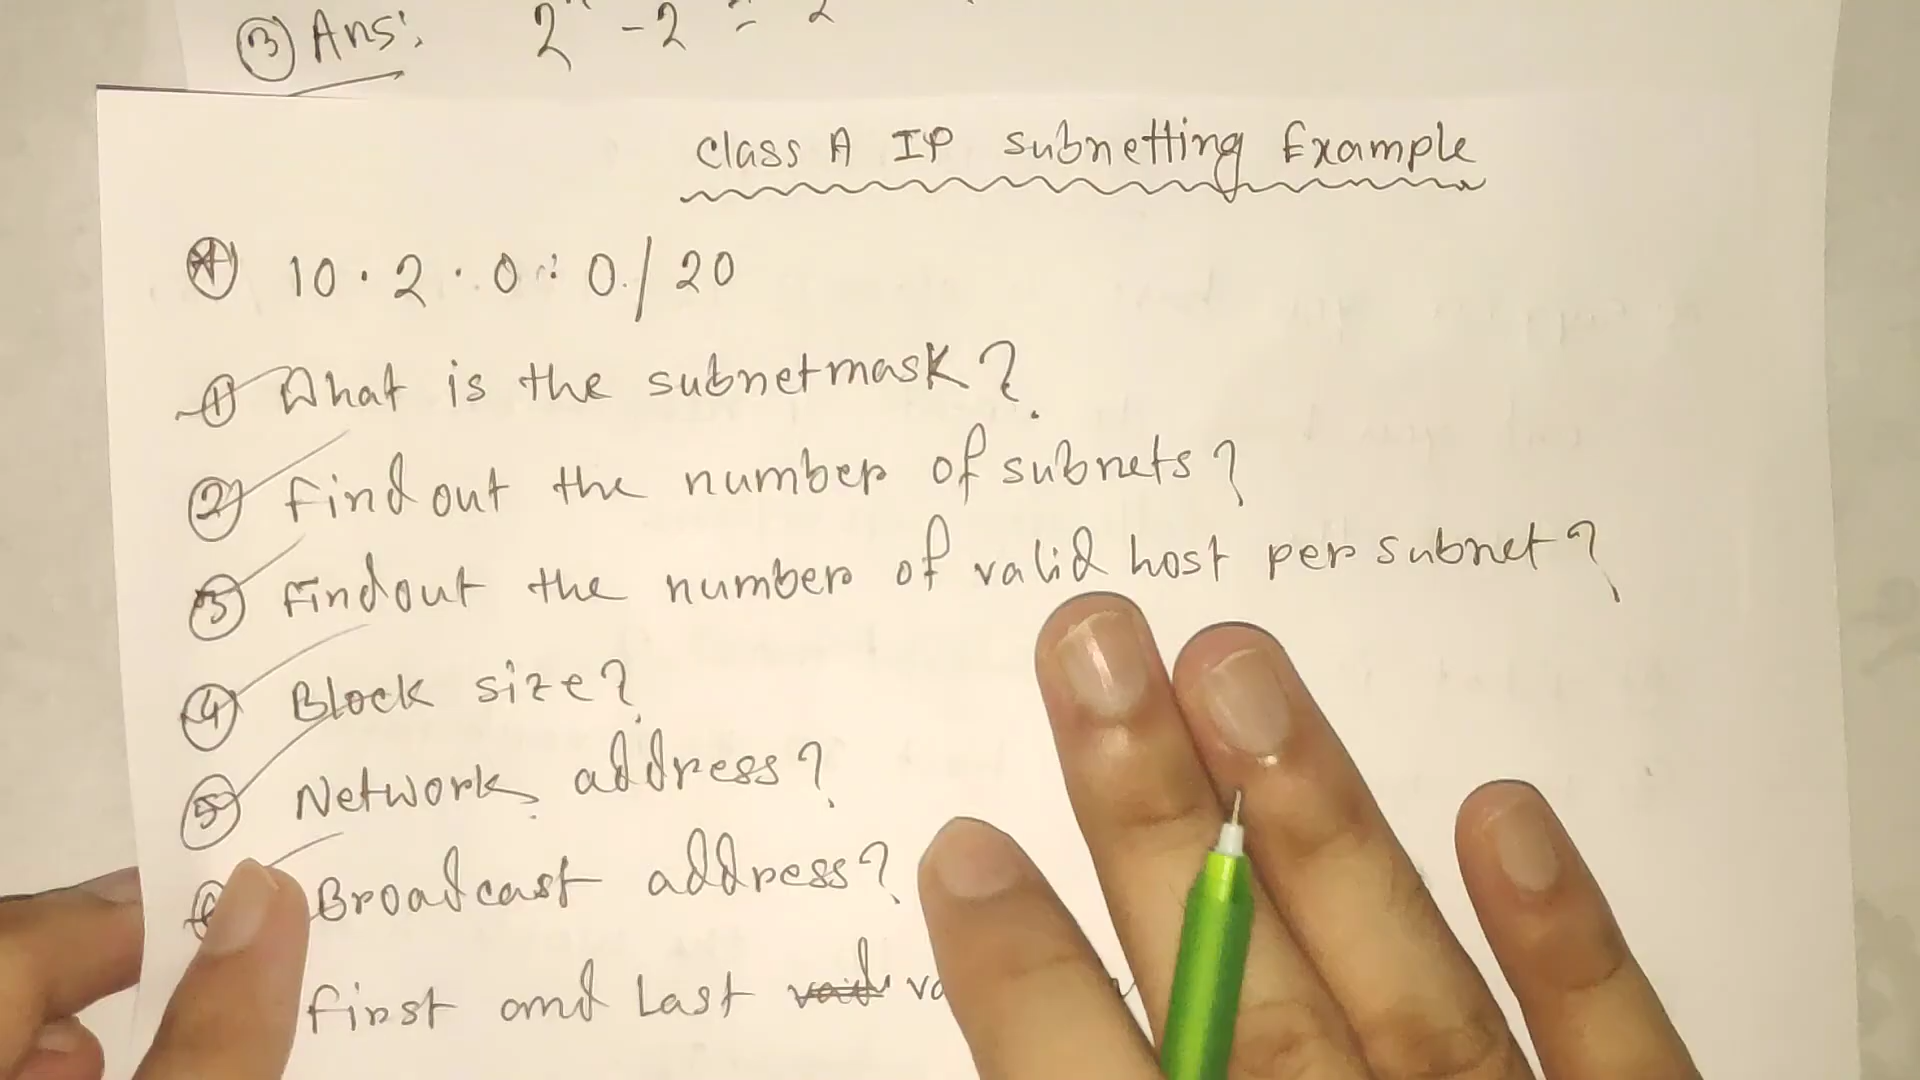 ③ Ans: 2 - 2 = 2
Class A IP subnetting Example
10.2.0.0/20
① What is the subnetmask?
② Find out the number of subnets?
③ Findout the number of valid host per subnet?
④ Block size?
⑤ Network address?
⑥ Broadcast address?
First and Last